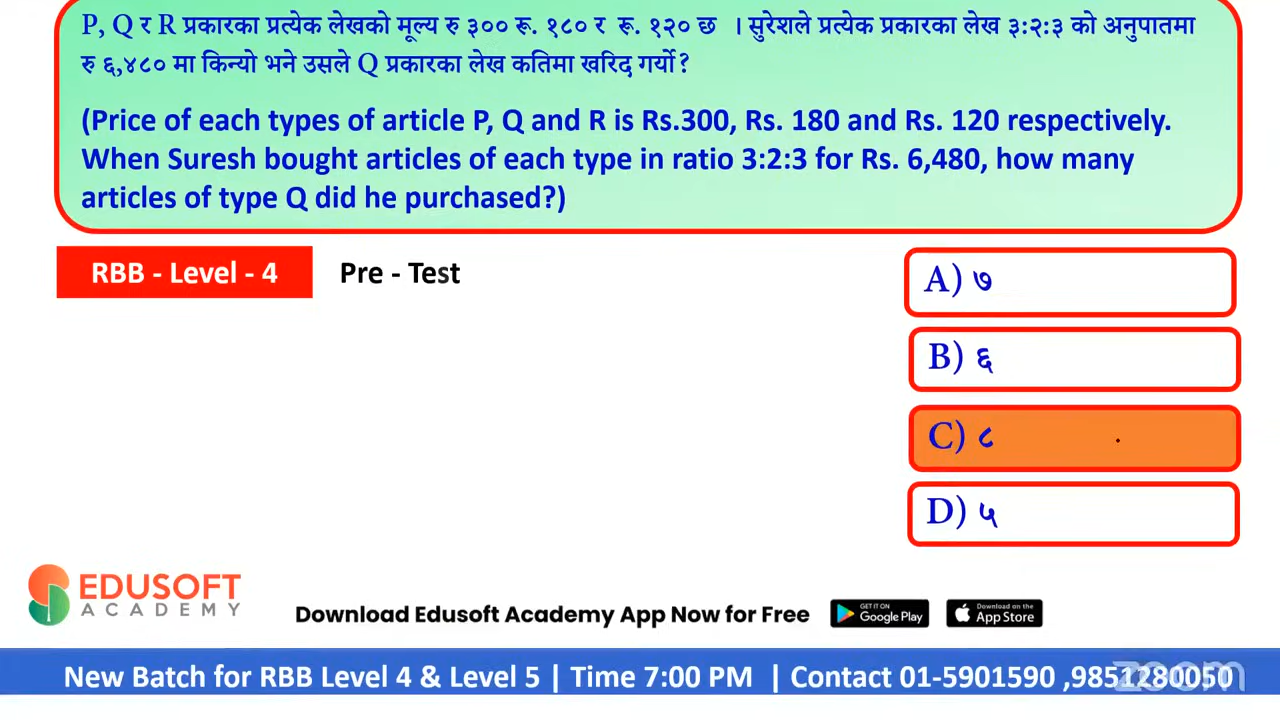 P, Q र R प्रकारका प्रत्येक लेखको मूल्य रु ३०० रू. १८० र रू. १२० छ । सुरेशले प्रत्येक प्रकारका लेख ३:२:३ को अनुपातमा
रु ६,४८० मा किन्यो भने उसले Q प्रकारका लेख कतिमा खरिद गर्यो?
(Price of each types of article P, Q and R is Rs.300, Rs. 180 and Rs. 120 respectively.
When Suresh bought articles of each type in ratio 3:2:3 for Rs. 6,480, how many
articles of type Q did he purchased?)
RBB - Level - 4 Pre - Test
A) ७
B) ६
C) ८
D) ५
EDUSOFT
ACADEMY
Download Edusoft Academy App Now for Free
GET IT ON
Google Play
Download on the
App Store
New Batch for RBB Level 4 & Level 5 | Time 7:00 PM | Contact 01-5901590 ,9851280050
zoom